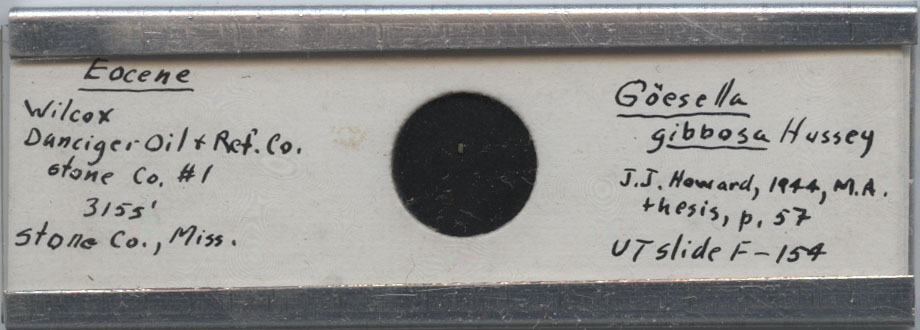 Eocene
Wilcox
Danciger Oil + Ref. Co.
Stone Co. #1
3155'
Stone Co., Miss.
Göesella
gibbosa Hussey
J.J. Howard, 1944, M.A.
thesis, p. 57
UT slide F-154